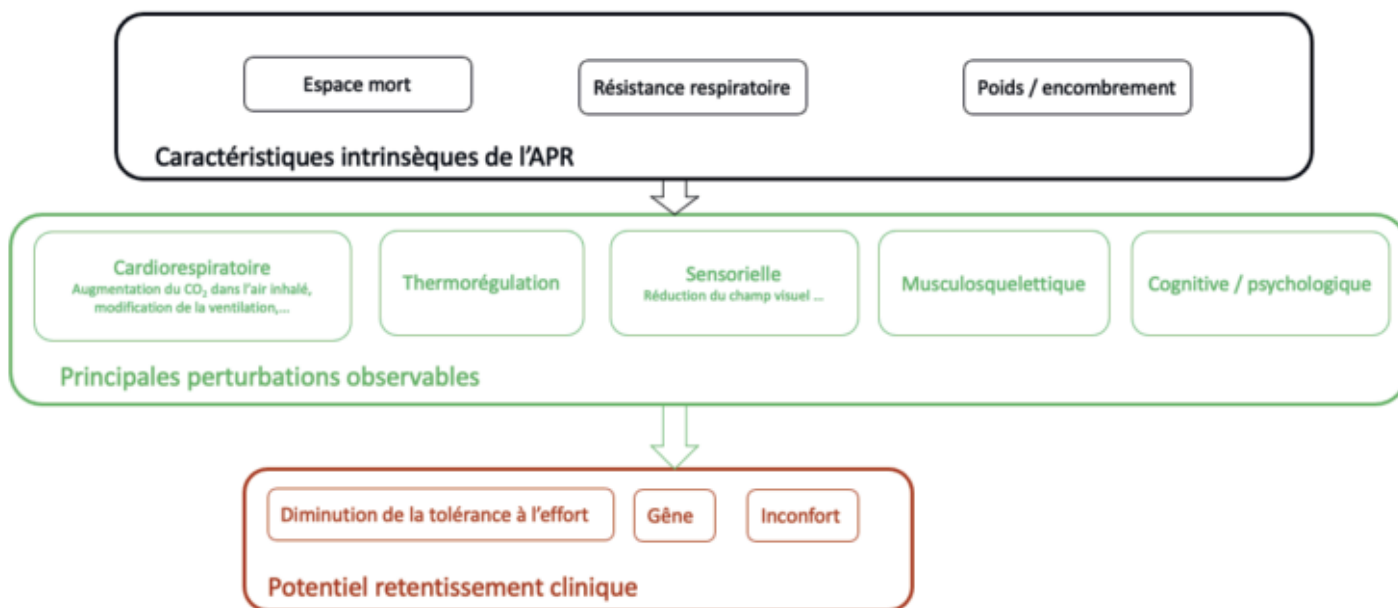 Espace mort
Résistance respiratoire
Poids / encombrement
Caractéristiques intrinsèques de l'APR
Cardiorespiratoire
Augmentation du CO₂ dans l'air inhalé,
modification de la ventilation,...
Thermorégulation
Sensorielle
Réduction du champ visuel ...
Musculosquelettique
Cognitive / psychologique
Principales perturbations observables
Diminution de la tolérance à l'effort
Gêne
Inconfort
Potentiel retentissement clinique